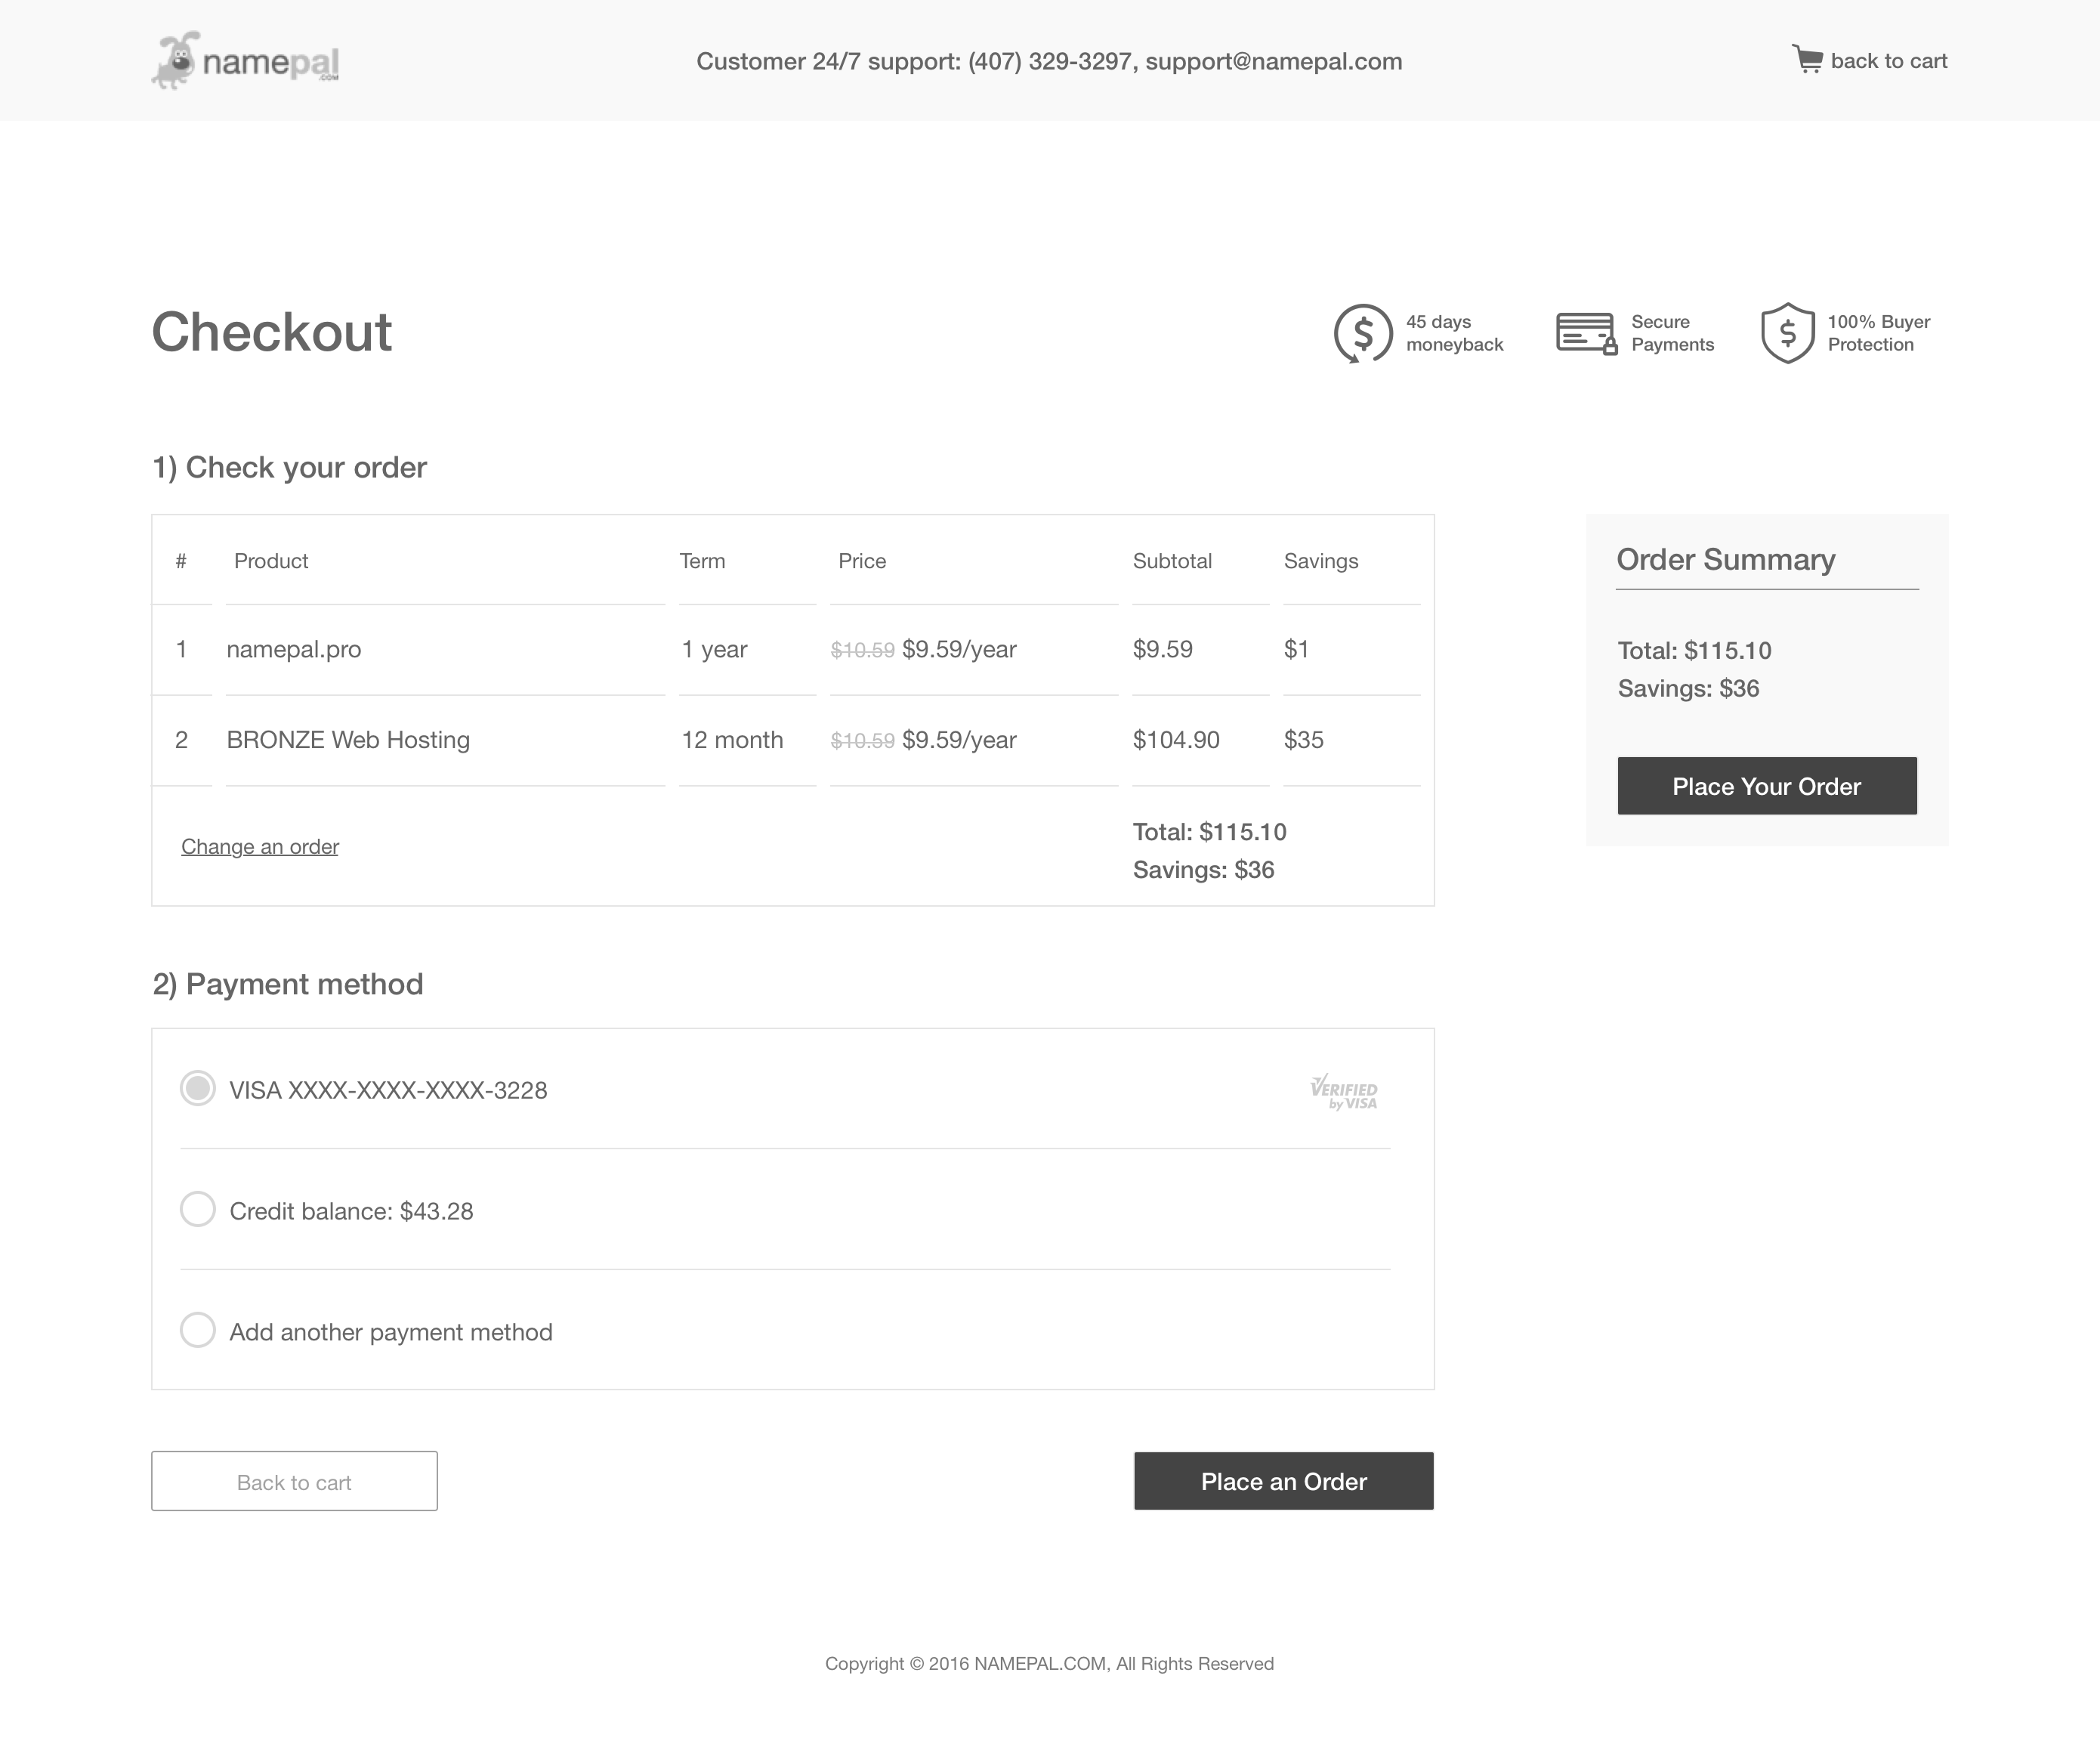 namepal
.COM
Customer 24/7 support: (407) 329-3297, support@namepal.com
back to cart
Checkout
45 days
moneyback
Secure
Payments
100% Buyer
Protection
1) Check your order
# Product Term Price Subtotal Savings
1 namepal.pro 1 year $10.59 $9.59/year $9.59 $1
2 BRONZE Web Hosting 12 month $10.59 $9.59/year $104.90 $35
Change an order
Total: $115.10
Savings: $36
Order Summary
Total: $115.10
Savings: $36
Place Your Order
2) Payment method
VISA XXXX-XXXX-XXXX-3228
VERIFIED
by VISA
Credit balance: $43.28
Add another payment method
Back to cart
Place an Order
Copyright © 2016 NAMEPAL.COM, All Rights Reserved